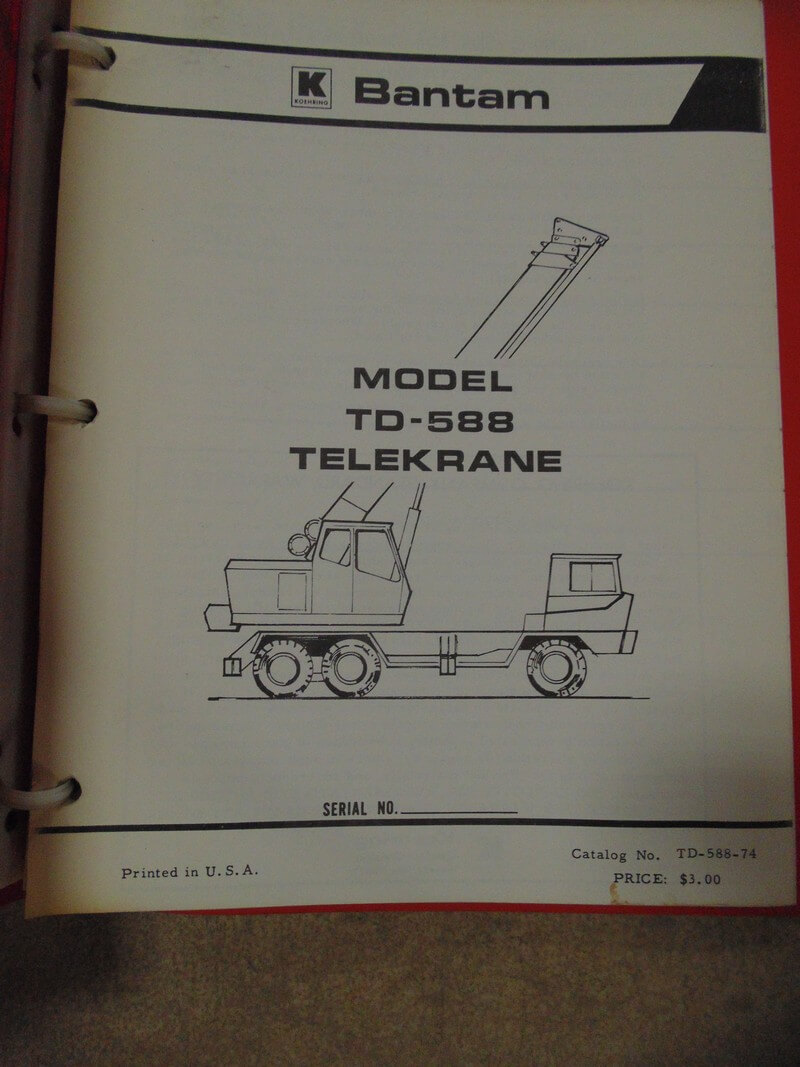 K
KOEHRING
Bantam
MODEL
TD-588
TELEKRANE
SERIAL NO.
Printed in U.S.A.
Catalog No. TD-588-74
PRICE: $3.00